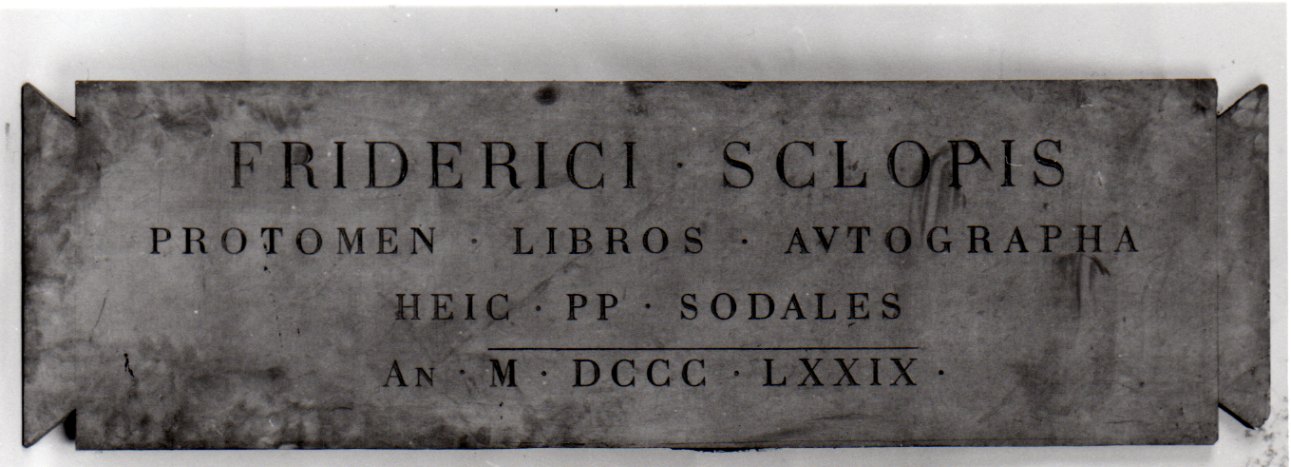 FRIDERICI · SCLOPIS
PROTOMEN · LIBROS · AVTOGRAPHA
HEIC · PP · SODALES
AN · M · DCCC · LXXIX ·